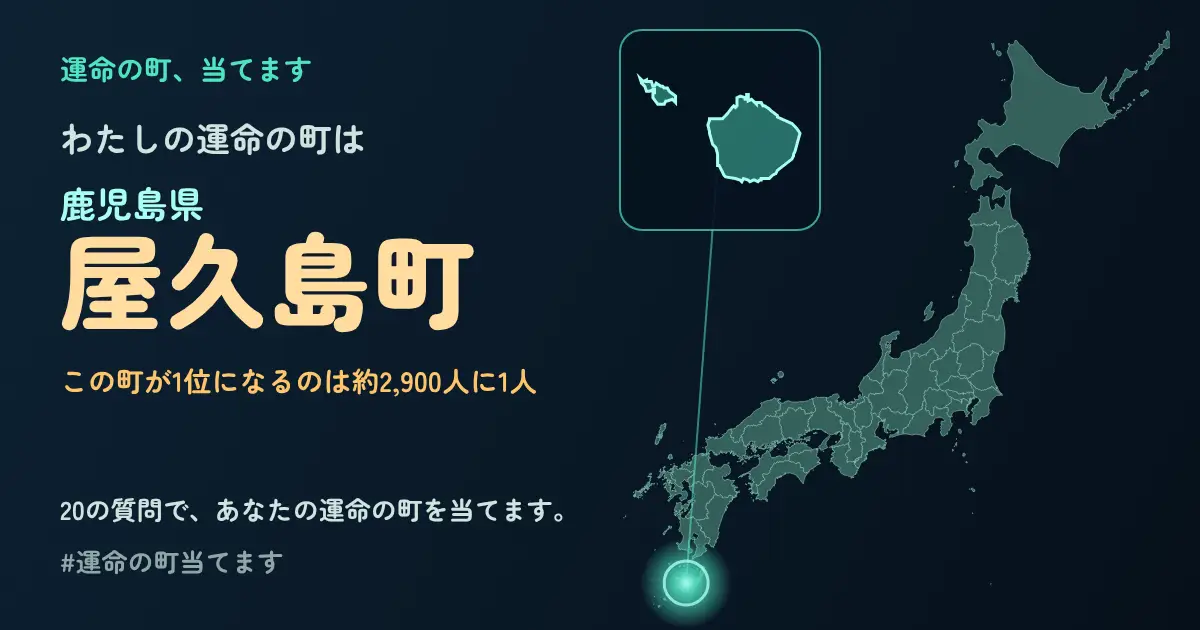 運命の町、当てます
わたしの運命の町は
鹿児島県
屋久島町
この町が1位になるのは約2,900人に1人
20の質問で、あなたの運命の町を当てます。
#運命の町当てます